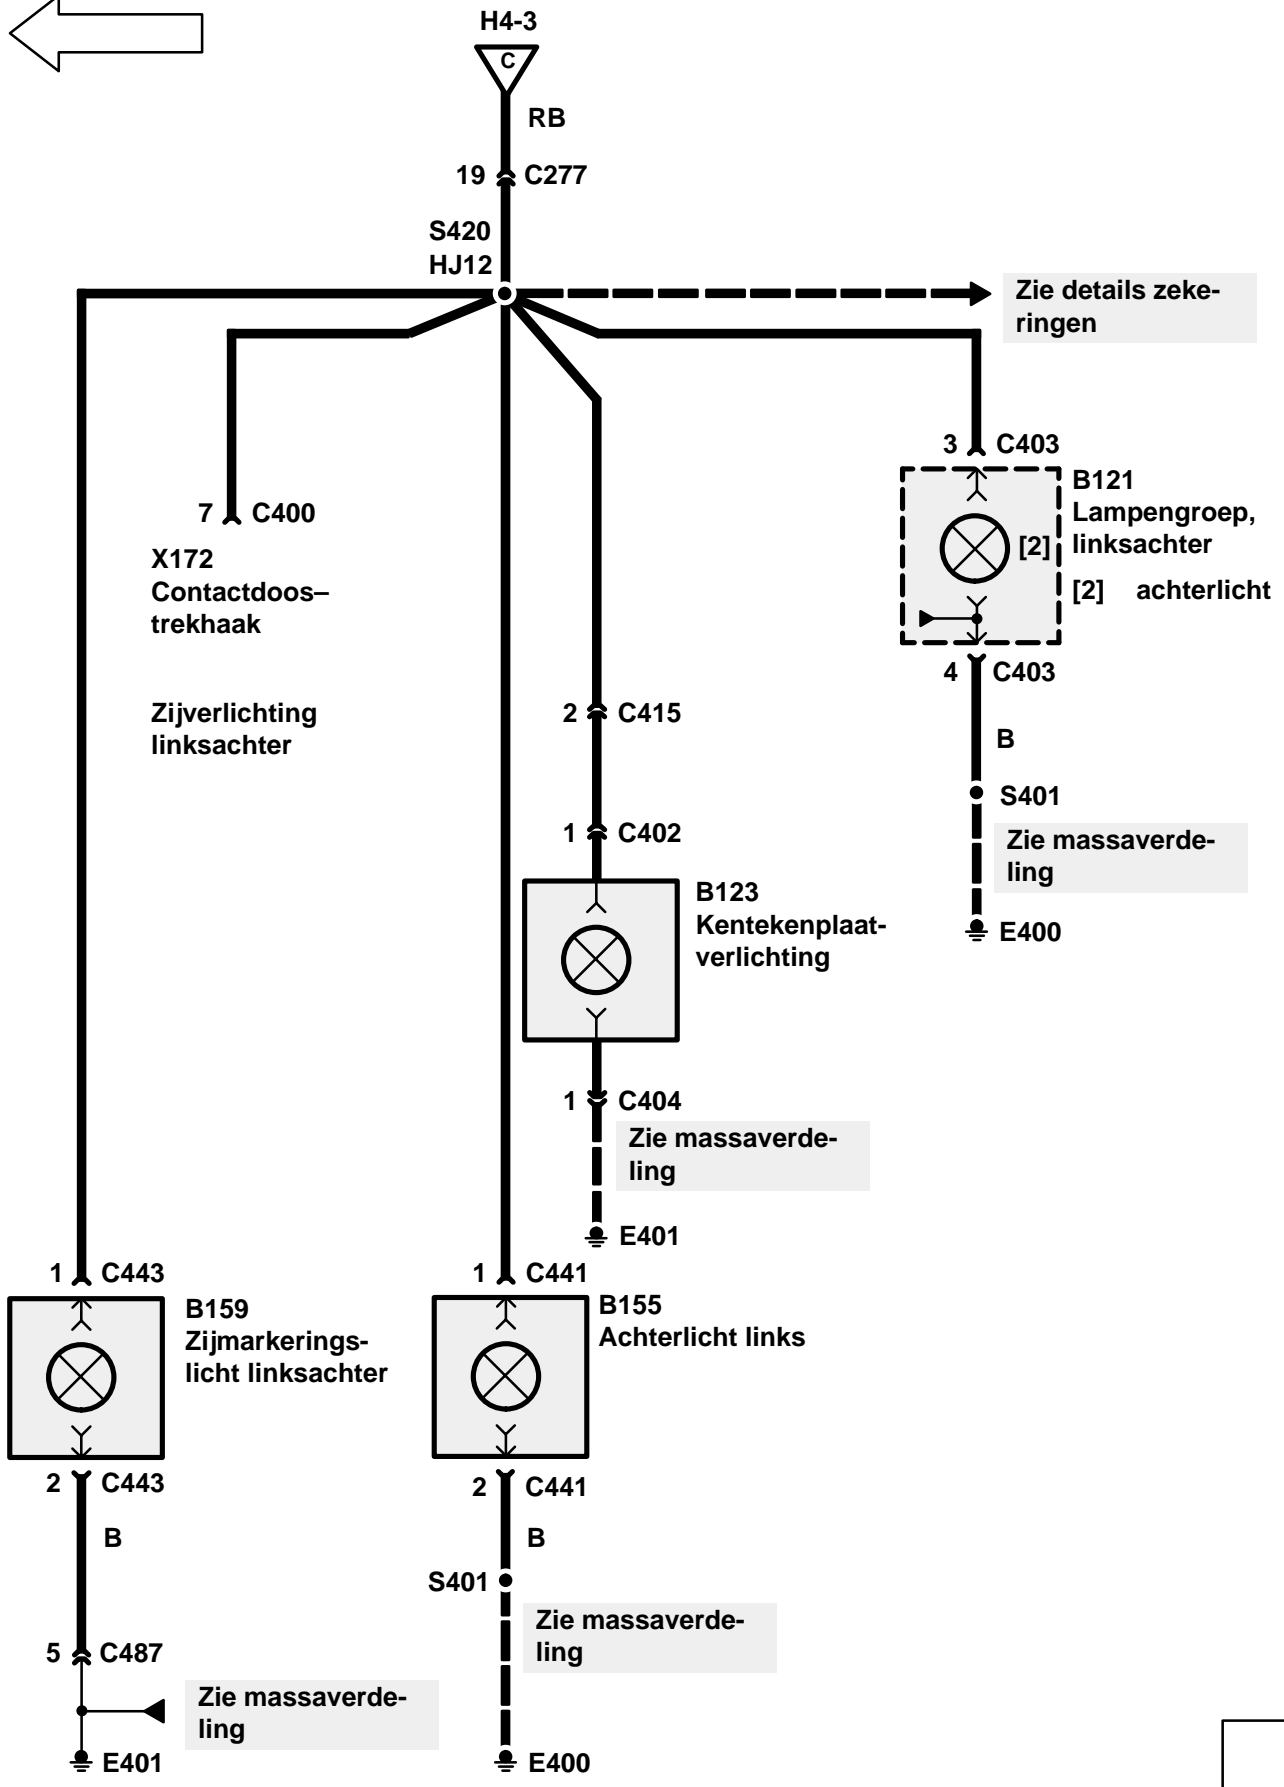 H4-3
C
RB
19 C277
S420
HJ12
Zie details zeke-
ringen
3 C403
B121
Lampengroep,
linksachter
[2]
[2] achterlicht
7 C400
X172
Contactdoos–
trekhaak
4 C403
Zijverlichting
linksachter
2 C415
B
S401
1 C402
Zie massaverde-
ling
B123
Kentekenplaat-
verlichting
E400
1 C404
Zie massaverde-
ling
E401
1 C443
1 C441
B159
Zijmarkerings-
licht linksachter
B155
Achterlicht links
2 C443
2 C441
B
B
S401
Zie massaverde-
ling
5 C487
Zie massaverde-
ling
E401
E400